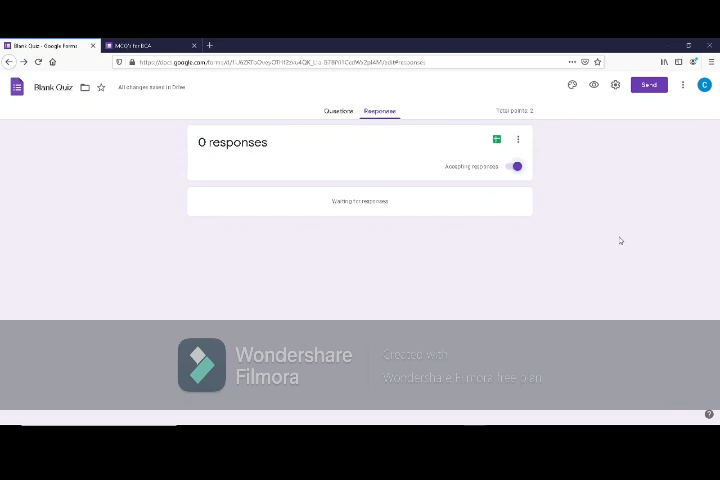 Blank Quiz - Google Forms
MCQ's for BCA
Blank Quiz
All changes saved in Drive
Send
C
Questions
Responses
Total points: 2
0 responses
Accepting responses
Waiting for responses
Wondershare
Filmora
Created with
Wondershare Filmora free plan